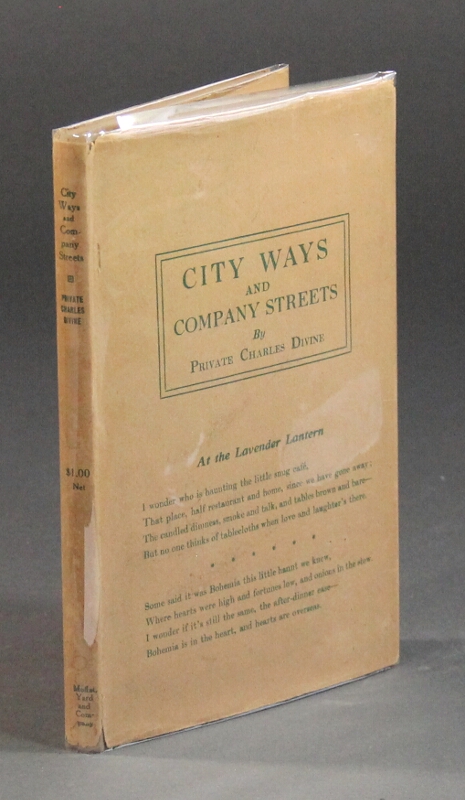 City
Ways
and
Com-
pany
Streets
PRIVATE
CHARLES
DIVINE
$1.00
Net
Moffat,
Yard
and
Com-
pany
CITY WAYS
AND
COMPANY STREETS
By
PRIVATE CHARLES DIVINE
At the Lavender Lantern
I wonder who is haunting the little snug café,
That place, half restaurant and home, since we have gone away;
The candled dimness, smoke and talk, and tables brown and bare—
But no one thinks of tablecloths when love and laughter's there.
* * * * * *
Some said it was Bohemia this little haunt we knew,
Where hearts were high and fortunes low, and onions in the stew.
I wonder if it's still the same, the after-dinner ease—
Bohemia is in the heart, and hearts are overseas.